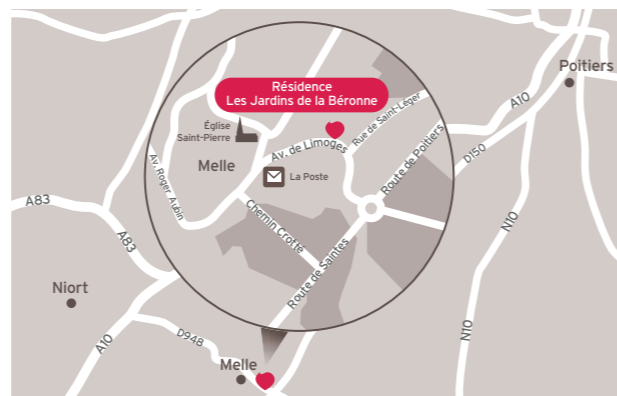 Poitiers
Résidence
Les Jardins de la Béronne
A10
Rue de Saint-Léger
Église
Saint-Pierre
Av. de Limoges
D150
Melle
La Poste
Route de Poitiers
Av. Roger Aubin
A83
Chemin Crotté
N10
A83
Route de Saintes
Niort
A10
D948
N10
Melle